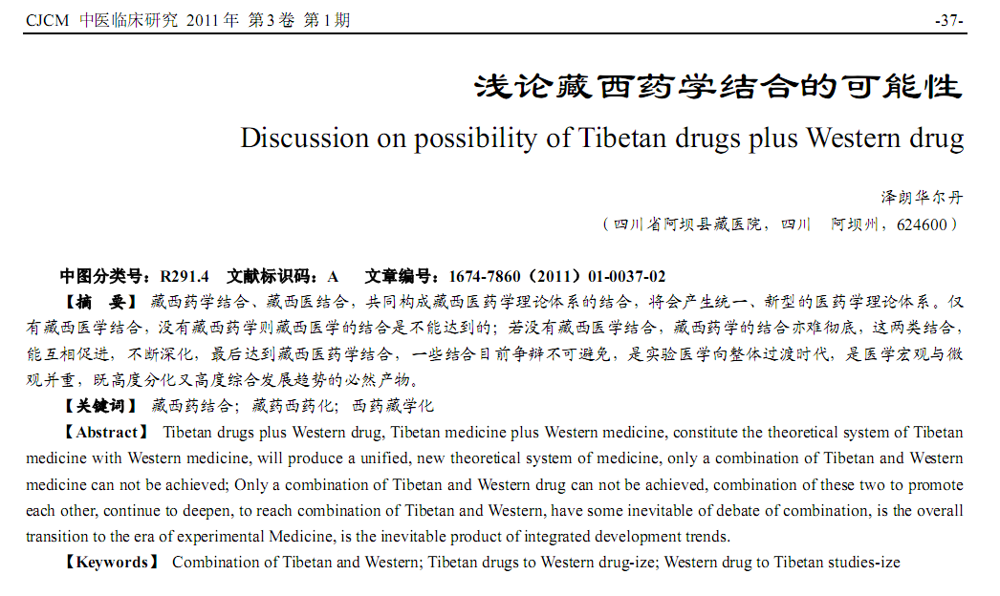 CJCM 中医临床研究 2011年 第3卷 第1期 -37-
浅论藏西药学结合的可能性
Discussion on possibility of Tibetan drugs plus Western drug
泽朗华尔丹
（四川省阿坝县藏医院，四川 阿坝州，624600）
中图分类号：R291.4 文献标识码：A 文章编号：1674-7860（2011）01-0037-02
【摘 要】 藏西药学结合、藏西医结合，共同构成藏西医药学理论体系的结合，将会产生统一、新型的医药学理论体系。仅
有藏西医学结合，没有藏西药学则藏西医学的结合是不能达到的；若没有藏西医学结合，藏西药学的结合亦难彻底，这两类结合，
能互相促进，不断深化，最后达到藏西医药学结合，一些结合目前争辩不可避免，是实验医学向整体过渡时代，是医学宏观与微
观并重，既高度分化又高度综合发展趋势的必然产物。
【关键词】 藏西药结合；藏药西药化；西药藏学化
【Abstract】 Tibetan drugs plus Western drug, Tibetan medicine plus Western medicine, constitute the theoretical system of Tibetan
medicine with Western medicine, will produce a unified, new theoretical system of medicine, only a combination of Tibetan and Western
medicine can not be achieved; Only a combination of Tibetan and Western drug can not be achieved, combination of these two to promote
each other, continue to deepen, to reach combination of Tibetan and Western, have some inevitable of debate of combination, is the overall
transition to the era of experimental Medicine, is the inevitable product of integrated development trends.
【Keywords】 Combination of Tibetan and Western; Tibetan drugs to Western drug-ize; Western drug to Tibetan studies-ize